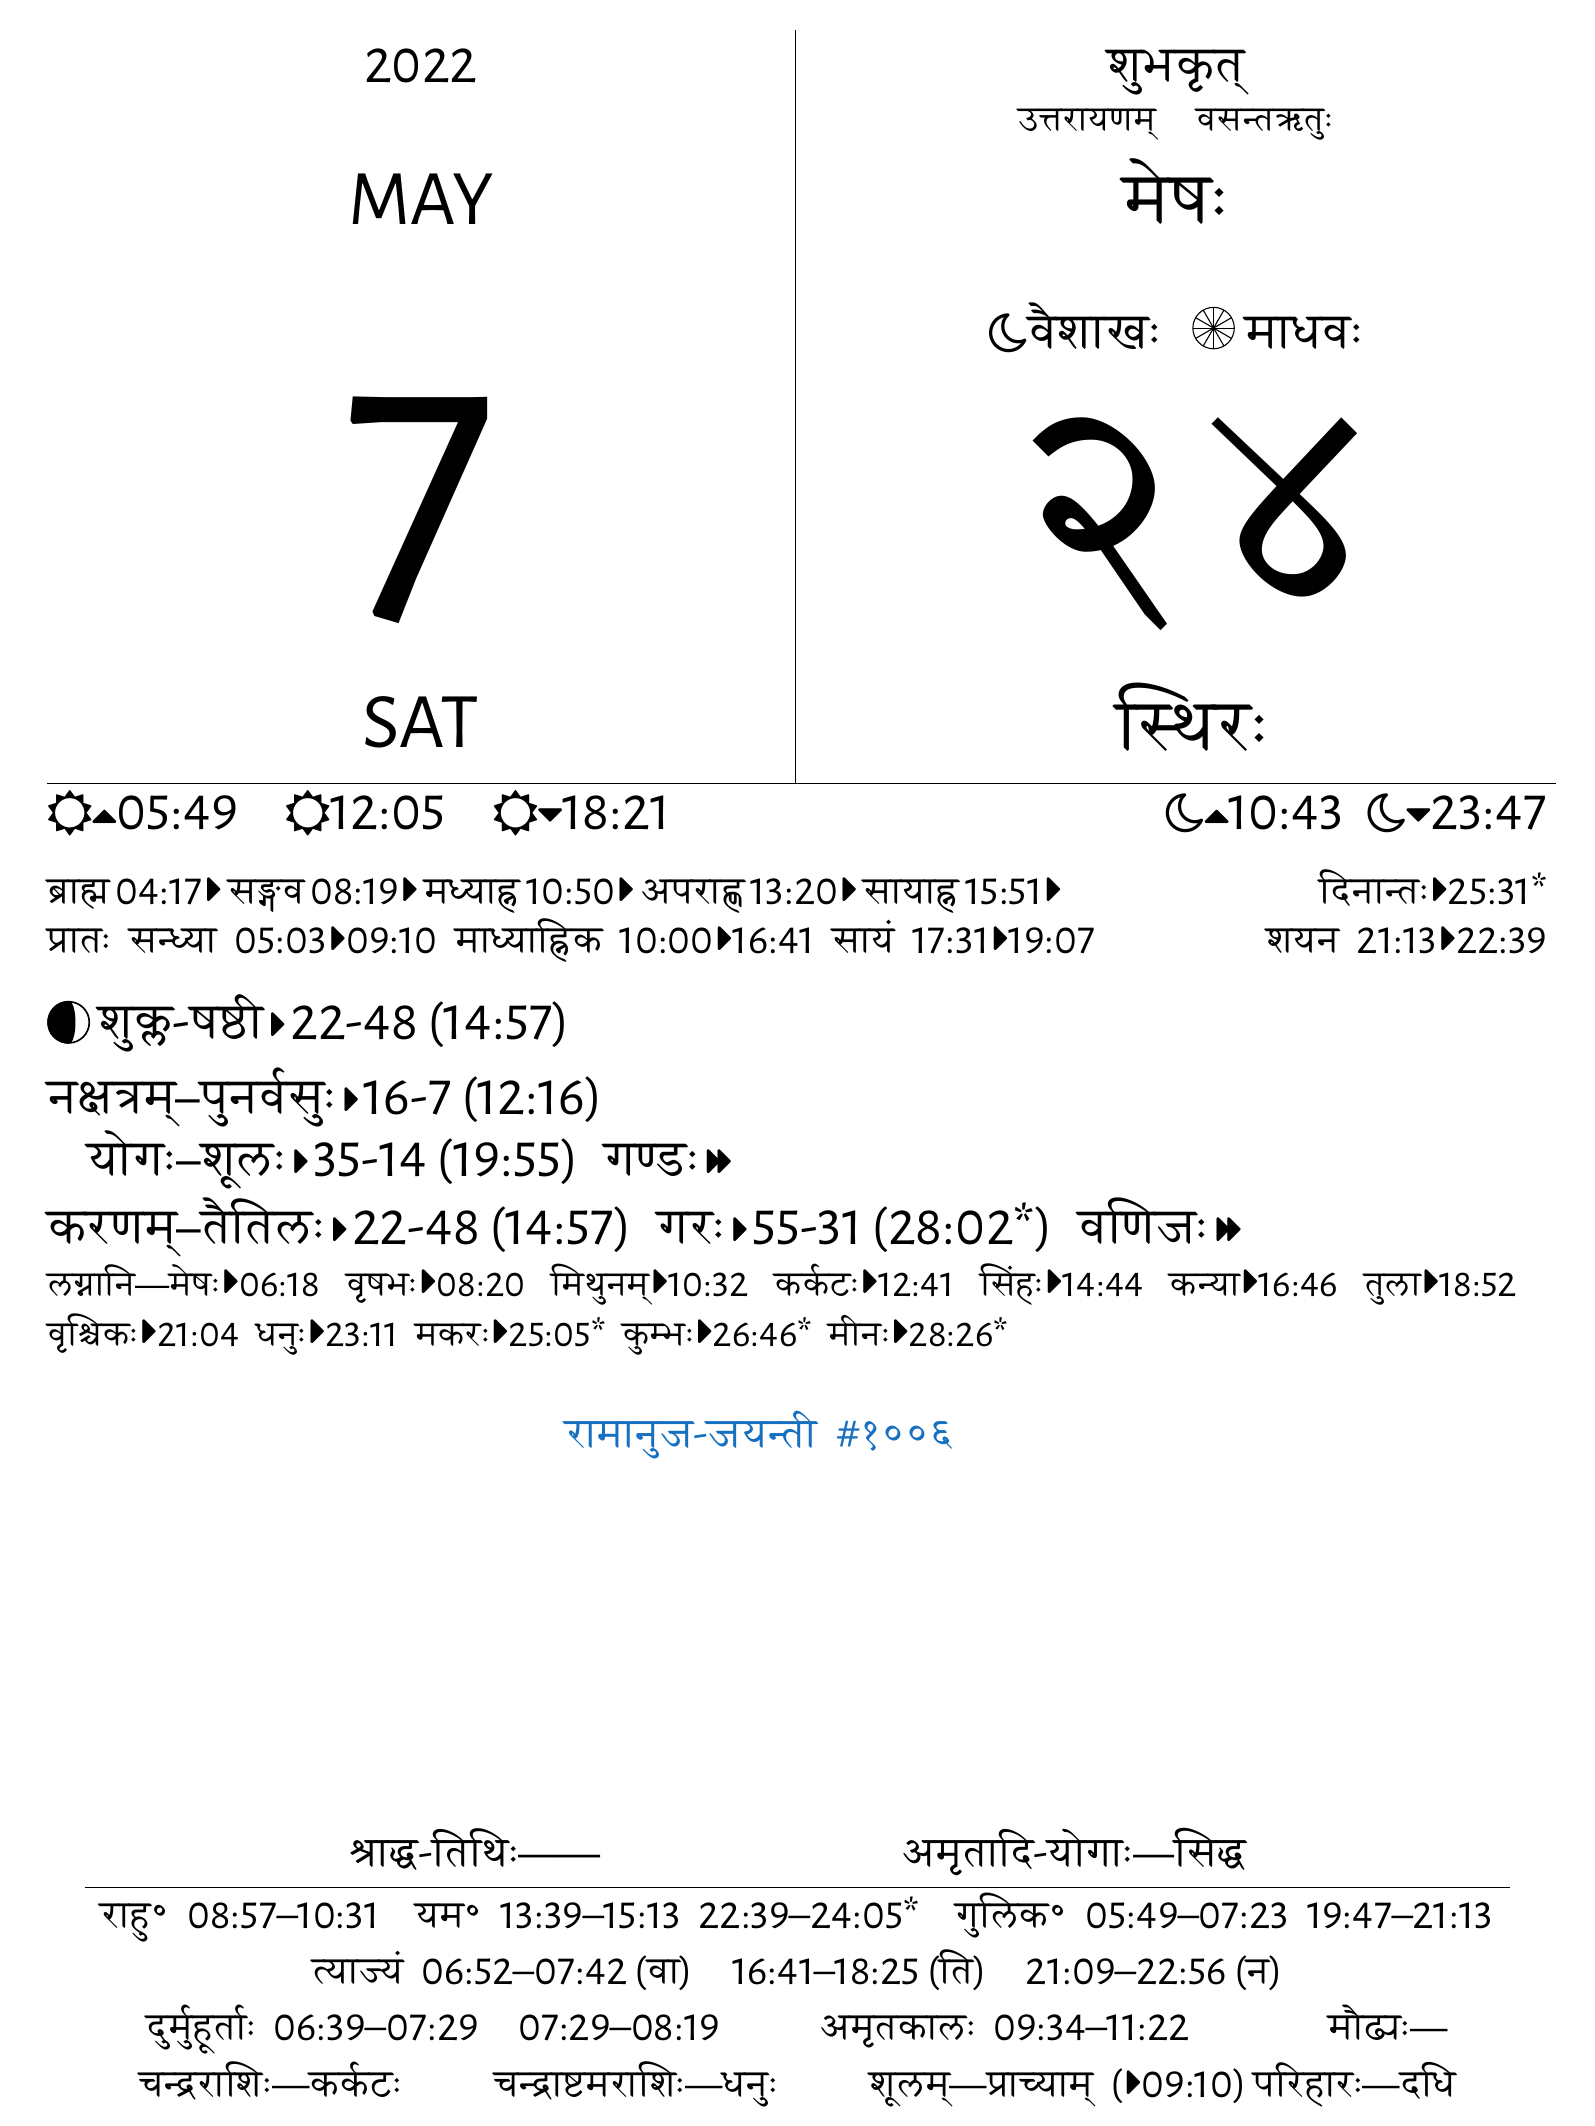 2022
MAY
7
SAT
शुभकृत्
उत्तरायणम् वसन्तऋतुः
मेषः
वैशाखः माधवः
२४
स्थिरः
05:49 12:05 18:21 10:43 23:47
ब्राह्म 04:17 सङ्गव 08:19 मध्याह्न 10:50 अपराह्ण 13:20 सायाह्न 15:51 दिनान्तः 25:31*
प्रातः सन्ध्या 05:03 09:10 माध्याह्निक 10:00 16:41 सायं 17:31 19:07 शयन 21:13 22:39
शुक्ल-षष्ठी 22-48 (14:57)
नक्षत्रम्–पुनर्वसुः 16-7 (12:16)
योगः–शूलः 35-14 (19:55) गण्डः
करणम्–तैतिलः 22-48 (14:57) गरः 55-31 (28:02*) वणिजः
लग्नानि—मेषः 06:18 वृषभः 08:20 मिथुनम् 10:32 कर्कटः 12:41 सिंहः 14:44 कन्या 16:46 तुला 18:52
वृश्चिकः 21:04 धनुः 23:11 मकरः 25:05* कुम्भः 26:46* मीनः 28:26*
रामानुज-जयन्ती #१००६
श्राद्ध-तिथिः—— अमृतादि-योगाः—सिद्ध
राहु॰ 08:57–10:31 यम॰ 13:39–15:13 22:39–24:05* गुलिक॰ 05:49–07:23 19:47–21:13
त्याज्यं 06:52–07:42 (वा) 16:41–18:25 (ति) 21:09–22:56 (न)
दुर्मुहूर्ताः 06:39–07:29 07:29–08:19 अमृतकालः 09:34–11:22 मौढ्यः—
चन्द्रराशिः—कर्कटः चन्द्राष्टमराशिः—धनुः शूलम्—प्राच्याम् (09:10) परिहारः—दधि